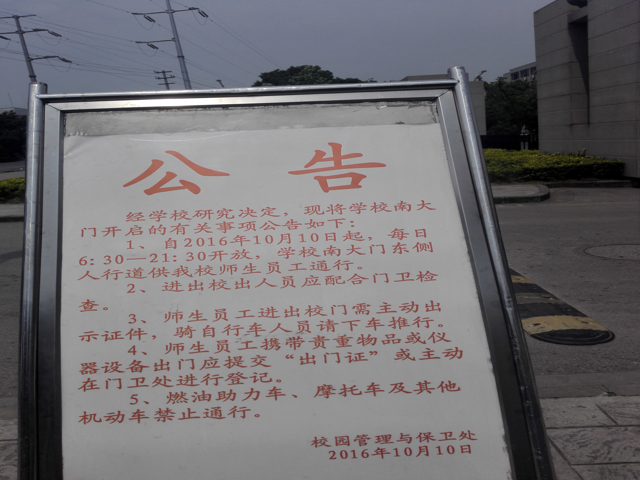 公告
经学校研究决定，现将学校南大
门开启的有关事项公告如下：
1、自2016年10月10日起，每日
6:30—21:30开放，学校南大门东侧
人行道供我校师生员工通行。
2、进出校出人员应配合门卫检
查。
3、师生员工进出校门需主动出
示证件，骑自行车人员请下车推行。
4、师生员工携带贵重物品或仪
器设备出门应提交“出门证”或主动
在门卫处进行登记。
5、燃油助力车、摩托车及其他
机动车禁止通行。
校园管理与保卫处
2016年10月10日